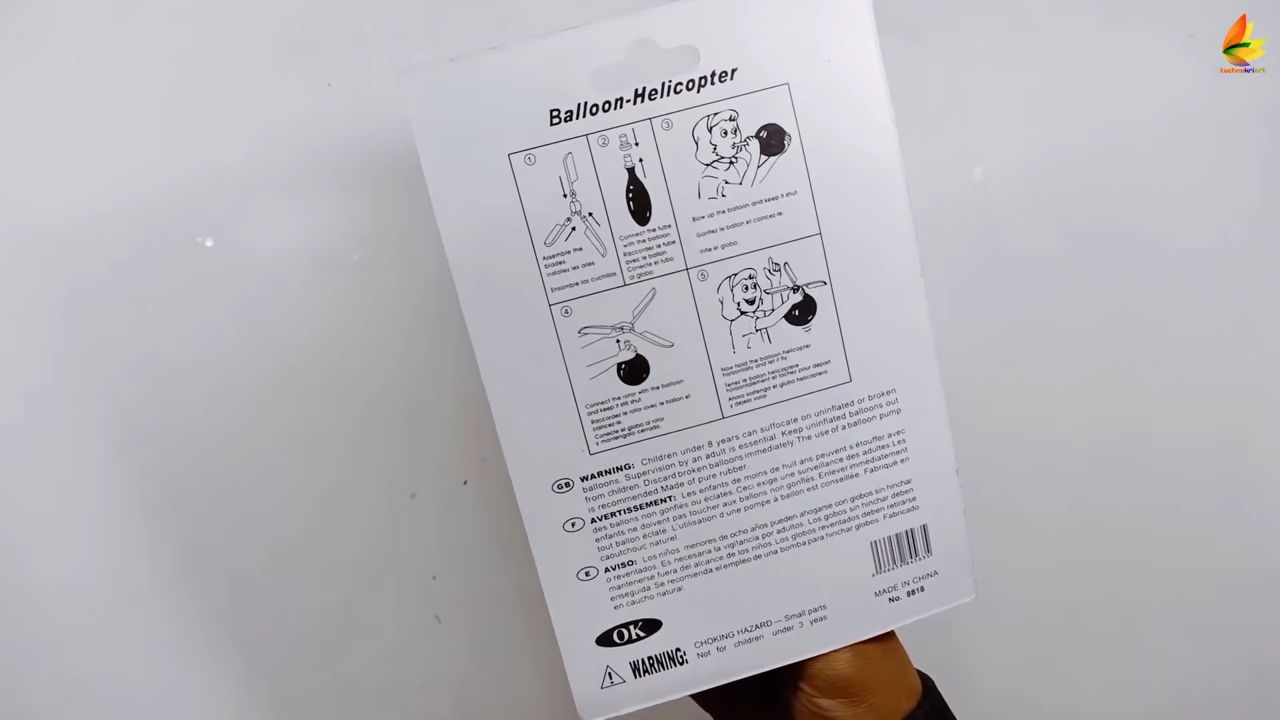 technokriart
Balloon-Helicopter
1
Assemble the
blades
Installez les ailes
Ensemble las cuchillas
2
Connect the tube
with the balloon
Raccordez le tube
avec le ballon
Conecte el tubo
al globo.
3
Blow up the balloon and keep it shut
Gonflez le ballon et coincez-le.
Infle el globo.
4
Connect the rotor with the balloon
and keep it still shut
Raccordez le rotor avec le ballon et
coincez-le.
Conecte el globo al rotor
y manténgalo cerrado.
5
Now hold the balloon-helicopter
horizontally and let it fly
Tenez le ballon helicoptere
horizontalement et lachez pour depart
Ahora sostenga el globo helicoptero
y dejelo volar
GB WARNING: Children under 8 years can suffocate on uninflated or broken
balloons. Supervision by an adult is essential. Keep uninflated balloons out
from children. Discard broken balloons immediately. The use of a balloon pump
is recommended. Made of pure rubber.
F AVERTISSEMENT: Les enfants de moins de huit ans peuvent s'étouffer avec
des ballons non gonflés ou éclatés. Ceci exige une surveillance des adultes. Les
enfants ne doivent pas toucher aux ballons non gonflés. Enlever immédiatement
tout ballon éclaté. L'utilisation d'une pompe à ballon est conseillée. Fabriqué en
caoutchouc naturel.
E AVISO: Los niños menores de ocho años pueden ahogarse con globos sin hinchar
o reventados. Es necesaria la vigilancia por adultos. Los gobos sin hinchar deben
mantenerse fuera del alcance de los niños. Los globos reventados deben retirarse
enseguida. Se recomienda el empleo de una bomba para hinchar globos. Fabricado
en caucho natural.
MADE IN CHINA
No. 8818
OK
WARNING: CHOKING HAZARD — Small parts
Not for children under 3 yeas